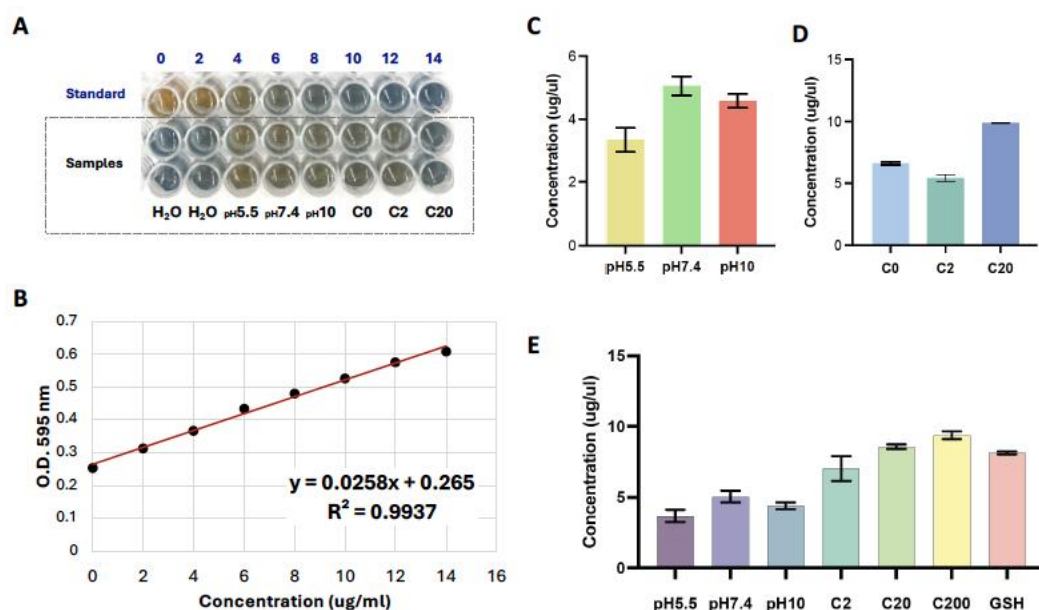 A
0 2 4 6 8 10 12 14
Standard
Samples
H₂O H₂O pH5.5 pH7.4 pH10 C0 C2 C20
B
0.7
0.6
0.5
0.4
0.3
0.2
0.1
0
O.D. 595 nm
y = 0.0258x + 0.265
R² = 0.9937
0 2 4 6 8 10 12 14 16
Concentration (ug/ml)
C
6
4
2
0
Concentration (ug/ul)
pH5.5 pH7.4 pH10
D
15
10
5
0
Concentration (ug/ul)
C0 C2 C20
E
15
10
5
0
Concentration (ug/ul)
pH5.5 pH7.4 pH10 C2 C20 C200 GSH